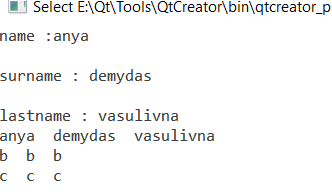 Select E:\Qt\Tools\QtCreator\bin\qtcreator_p
name :anya
surname : demydas
lastname : vasulivna
anya  demydas  vasulivna
b  b  b
c  c  c